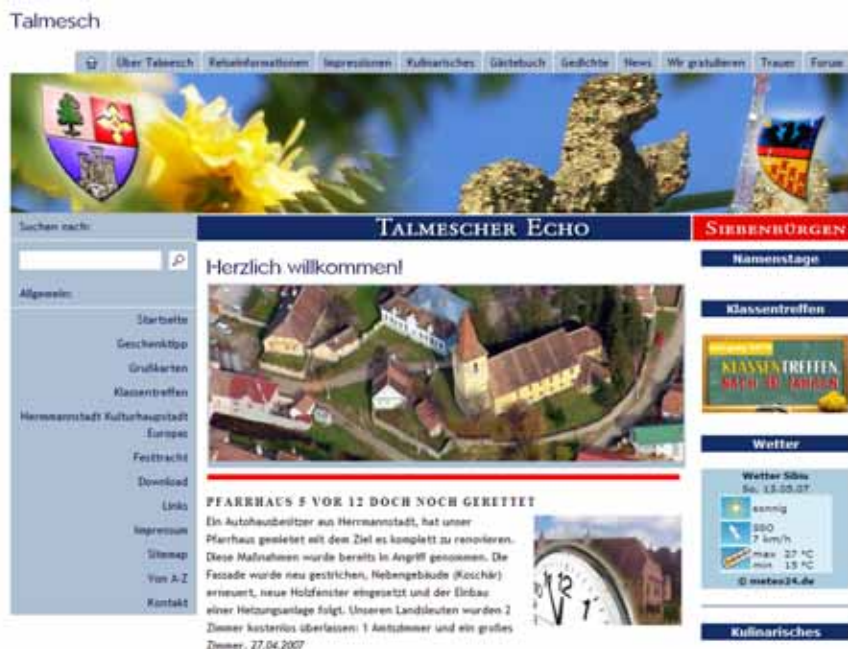 Talmesch
Über Talmesch Reiseinformationen Impressionen Kulinarisches Gästebuch Gedichte News Wir gratulieren Trauer Forum
Suchen nach:
TALMESCHER ECHO
SIEBENBÜRGEN
Herzlich willkommen!
Allgemein:
Startseite
Geschenktipp
Grußkarten
Klassentreffen
Herrmannstadt Kulturhauptstadt
Europas
Festtracht
Download
Links
Impressum
Sitemap
Von A-Z
Kontakt
PFARRHAUS 5 VOR 12 DOCH NOCH GERETTET
Ein Autohausbesitzer aus Herrmannstadt, hat unser
Pfarrhaus gemietet mit dem Ziel es komplett zu renovieren.
Diese Maßnahmen wurde bereits in Angriff genommen. Die
Fassade wurde neu gestrichen, Nebengebäude (Koschär)
erneuert, neue Holzfenster eingesetzt und der Einbau
einer Heizungsanlage folgt. Unseren Landsleuten wurden 2
Zimmer kostenlos überlassen: 1 Amtszimmer und ein großes
Zimmer. 27.04.2007
12
1
Namenstage
Klassentreffen
KLASSENTREFFEN
NACH 10 JAHREN
Wetter
Wetter Sibiu
So, 13.05.07
sonnig
SSO
7 km/h
max 27 °C
min 15 °C
© meteo24.de
Kulinarisches